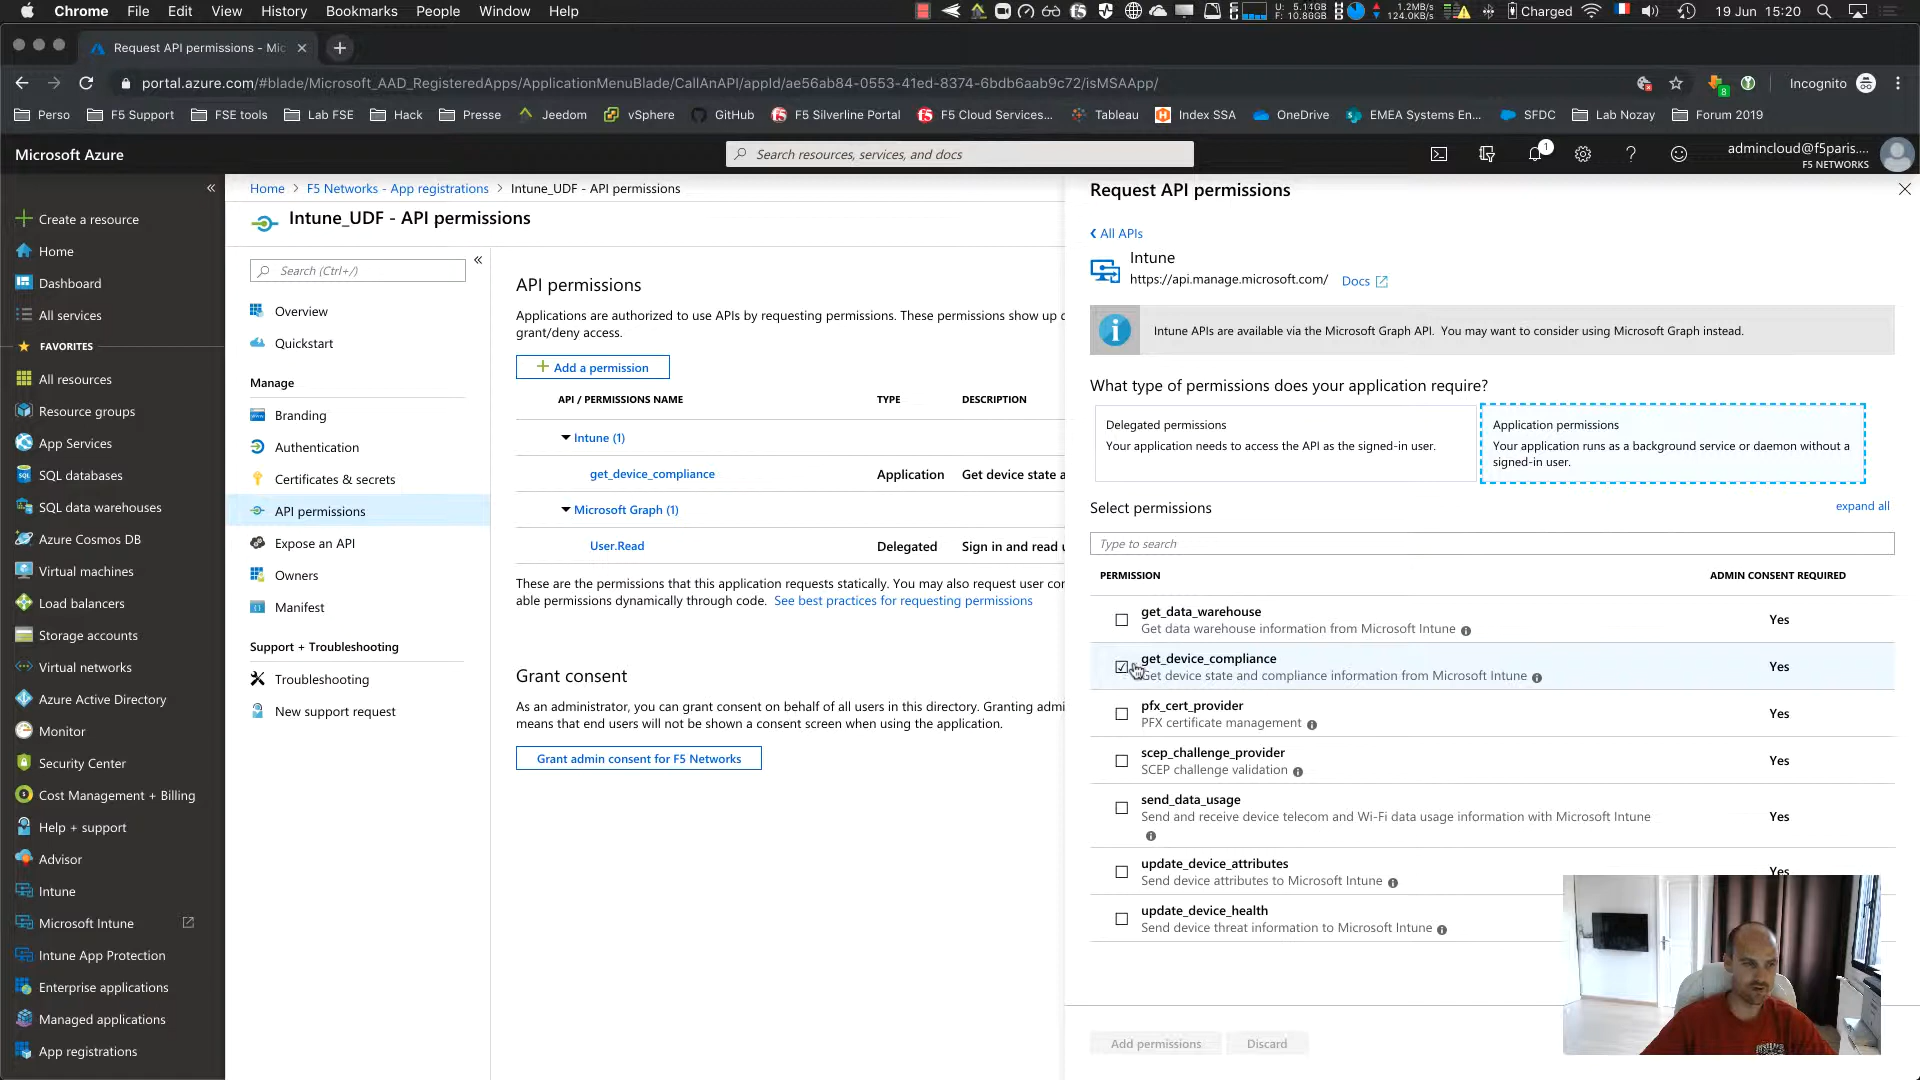 Chrome File Edit View History Bookmarks People Window Help
U: 5.14GB
F: 10.86GB
1.2MB/s
124.0KB/s
Charged
19 Jun 15:20
Request API permissions - Mic
portal.azure.com/#blade/Microsoft_AAD_RegisteredApps/ApplicationMenuBlade/CallAnAPI/appId/ae56ab84-0553-41ed-8374-6bdb6aab9c72/isMSAApp/
8
Incognito
Perso F5 Support FSE tools Lab FSE Hack Presse Jeedom vSphere GitHub F5 Silverline Portal F5 Cloud Services... Tableau Index SSA OneDrive EMEA Systems En... SFDC Lab Nozay Forum 2019
Microsoft Azure
Search resources, services, and docs
1
admincloud@f5paris....
F5 NETWORKS
Create a resource
Home
Dashboard
All services
FAVORITES
All resources
Resource groups
App Services
SQL databases
SQL data warehouses
Azure Cosmos DB
Virtual machines
Load balancers
Storage accounts
Virtual networks
Azure Active Directory
Monitor
Security Center
Cost Management + Billing
Help + support
Advisor
Intune
Microsoft Intune
Intune App Protection
Enterprise applications
Managed applications
App registrations
Home > F5 Networks - App registrations > Intune_UDF - API permissions
Intune_UDF - API permissions
Search (Ctrl+/)
Overview
Quickstart
Manage
Branding
Authentication
Certificates & secrets
API permissions
Expose an API
Owners
Manifest
Support + Troubleshooting
Troubleshooting
New support request
API permissions
Applications are authorized to use APIs by requesting permissions. These permissions show up
grant/deny access.
Add a permission
API / PERMISSIONS NAME TYPE DESCRIPTION
Intune (1)
get_device_compliance Application Get device state
Microsoft Graph (1)
User.Read Delegated Sign in and read
These are the permissions that this application requests statically. You may also request user
able permissions dynamically through code. See best practices for requesting permissions
Grant consent
As an administrator, you can grant consent on behalf of all users in this directory. Granting
means that end users will not be shown a consent screen when using the application.
Grant admin consent for F5 Networks
Request API permissions
All APIs
Intune
https://api.manage.microsoft.com/ Docs
Intune APIs are available via the Microsoft Graph API. You may want to consider using Microsoft Graph instead.
What type of permissions does your application require?
Delegated permissions
Your application needs to access the API as the signed-in user.
Application permissions
Your application runs as a background service or daemon without a
signed-in user.
Select permissions
expand all
Type to search
PERMISSION ADMIN CONSENT REQUIRED
get_data_warehouse
Get data warehouse information from Microsoft Intune
Yes
get_device_compliance
Get device state and compliance information from Microsoft Intune
Yes
pfx_cert_provider
PFX certificate management
Yes
scep_challenge_provider
SCEP challenge validation
Yes
send_data_usage
Send and receive device telecom and Wi-Fi data usage information with Microsoft Intune
Yes
update_device_attributes
Send device attributes to Microsoft Intune
Yes
update_device_health
Send device threat information to Microsoft Intune
Add permissions
Discard